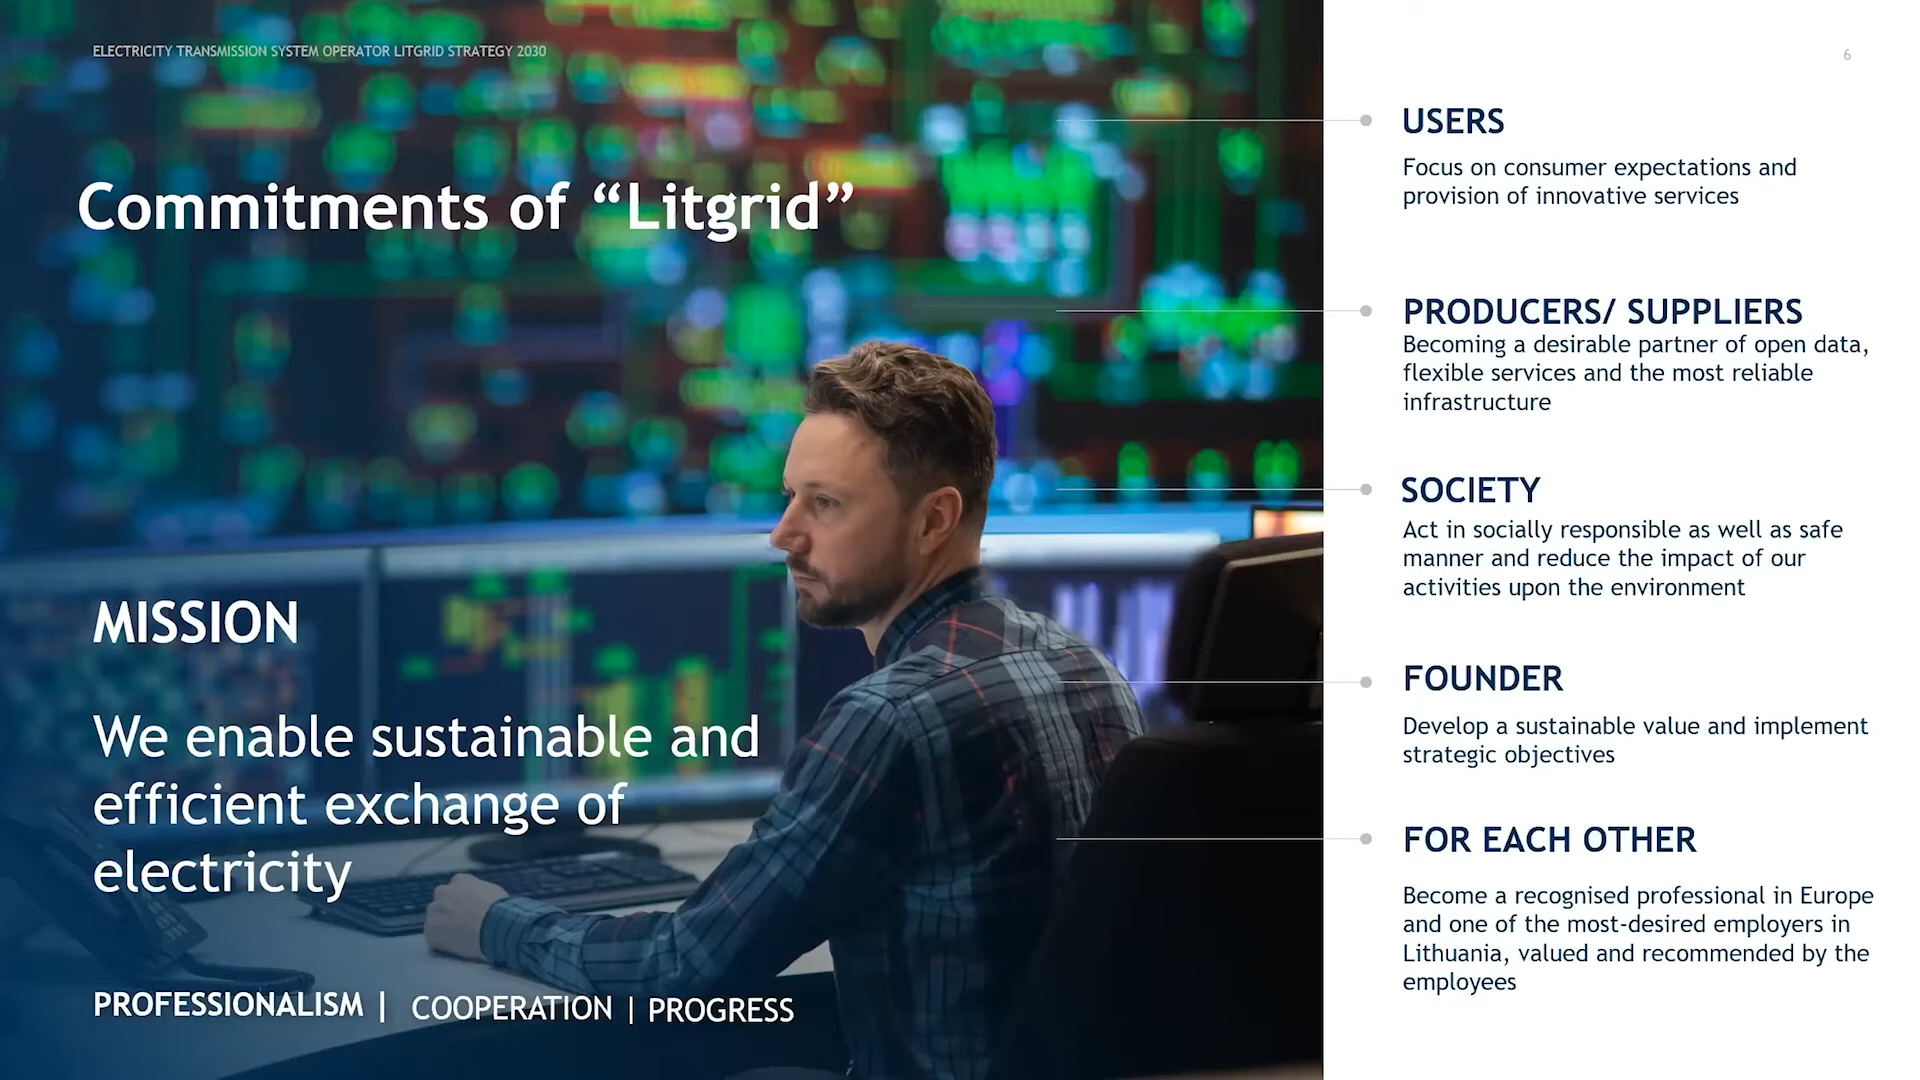 ELECTRICITY TRANSMISSION SYSTEM OPERATOR LITGRID STRATEGY 2030
6
Commitments of “Litgrid”
MISSION
We enable sustainable and
efficient exchange of
electricity
PROFESSIONALISM | COOPERATION | PROGRESS
USERS
Focus on consumer expectations and
provision of innovative services
PRODUCERS/ SUPPLIERS
Becoming a desirable partner of open data,
flexible services and the most reliable
infrastructure
SOCIETY
Act in socially responsible as well as safe
manner and reduce the impact of our
activities upon the environment
FOUNDER
Develop a sustainable value and implement
strategic objectives
FOR EACH OTHER
Become a recognised professional in Europe
and one of the most-desired employers in
Lithuania, valued and recommended by the
employees